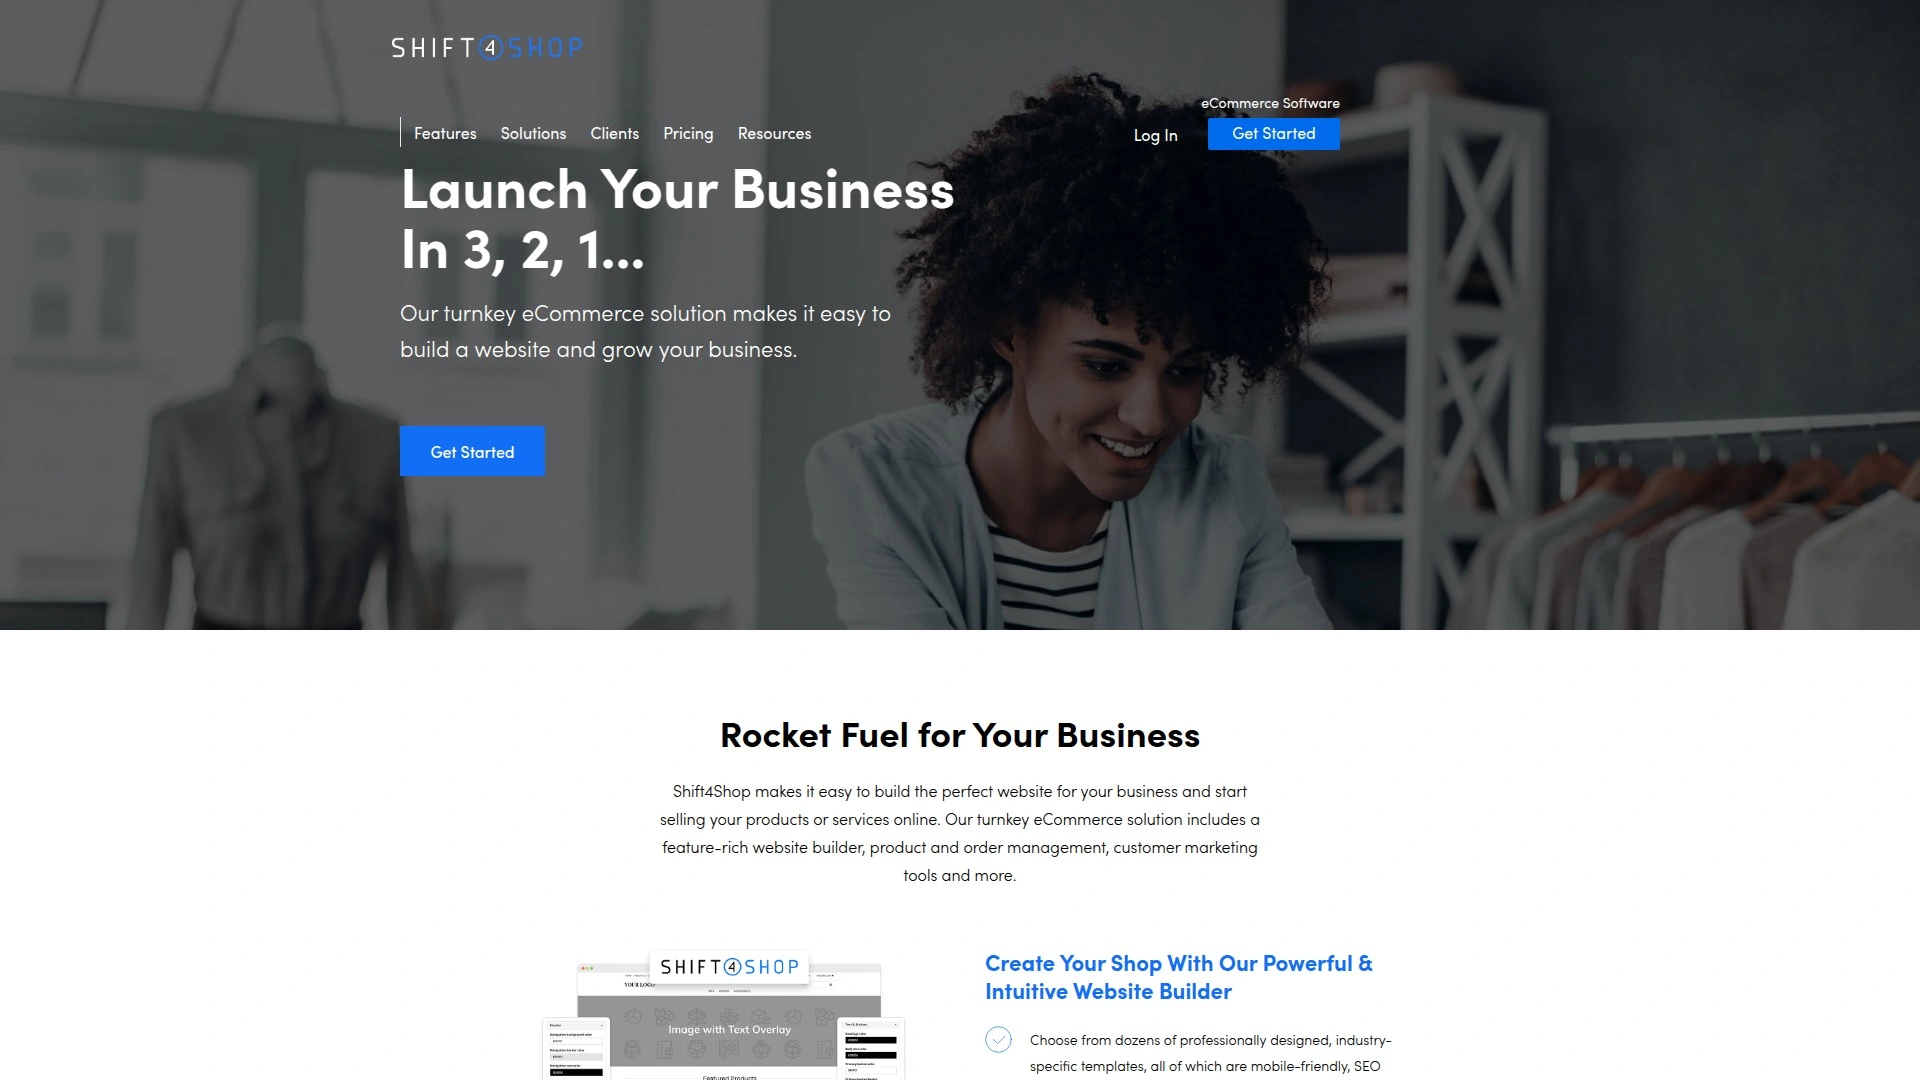 SHIFT4SHOP
eCommerce Software
Features Solutions Clients Pricing Resources
Log In Get Started
Launch Your Business
In 3, 2, 1...
Our turnkey eCommerce solution makes it easy to
build a website and grow your business.
Get Started
Rocket Fuel for Your Business
Shift4Shop makes it easy to build the perfect website for your business and start
selling your products or services online. Our turnkey eCommerce solution includes a
feature-rich website builder, product and order management, customer marketing
tools and more.
SHIFT4SHOP
YOUR LOGO
Image with Text Overlay
Featured Products
Create Your Shop With Our Powerful &
Intuitive Website Builder
Choose from dozens of professionally designed, industry-
specific templates, all of which are mobile-friendly, SEO